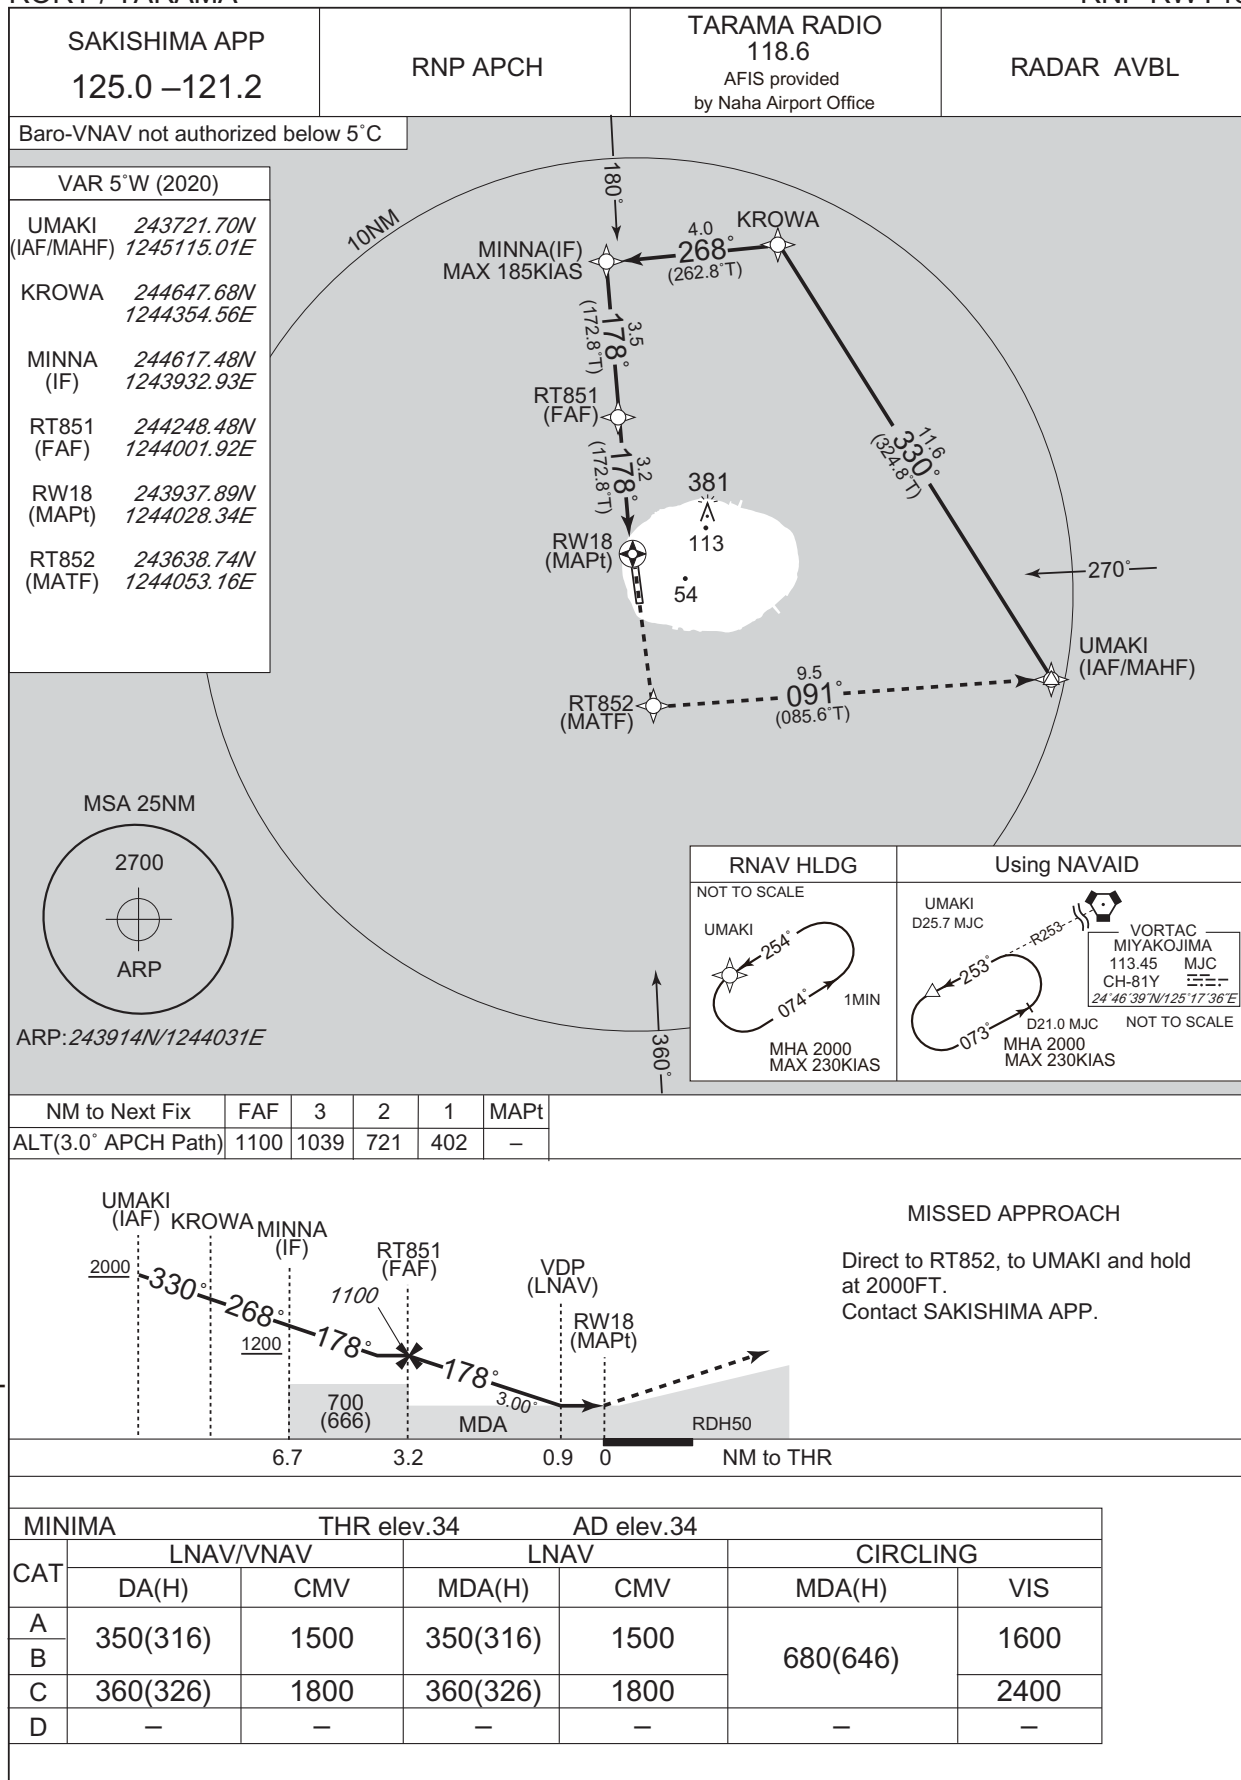 SAKISHIMA APP
125.0 –121.2
RNP APCH
TARAMA RADIO
118.6
AFIS provided
by Naha Airport Office
RADAR AVBL
Baro-VNAV not authorized below 5˚C
VAR 5˚W (2020)
UMAKI 243721.70N
(IAF/MAHF) 1245115.01E
KROWA 244647.68N
1244354.56E
MINNA 244617.48N
(IF) 1243932.93E
RT851 244248.48N
(FAF) 1244001.92E
RW18 243937.89N
(MAPt) 1244028.34E
RT852 243638.74N
(MATF) 1244053.16E
10NM
180˚
MINNA(IF)
MAX 185KIAS
4.0
268˚
(262.8˚T)
KROWA
3.5
178˚
(172.8˚T)
RT851
(FAF)
3.2
178˚
(172.8˚T)
11.6
330˚
(324.8˚T)
381
113
54
RW18
(MAPt)
270˚
UMAKI
(IAF/MAHF)
9.5
091˚
(085.6˚T)
RT852
(MATF)
360˚
MSA 25NM
2700
ARP
ARP:243914N/1244031E
RNAV HLDG
NOT TO SCALE
UMAKI
254˚
074˚
1MIN
MHA 2000
MAX 230KIAS
Using NAVAID
UMAKI
D25.7 MJC
R253
253˚
073˚
D21.0 MJC
MHA 2000
MAX 230KIAS
VORTAC
MIYAKOJIMA
113.45 MJC
CH-81Y
24˚46'39"N/125˚17'36"E
NOT TO SCALE
NM to Next Fix FAF 3 2 1 MAPt
ALT(3.0˚ APCH Path) 1100 1039 721 402 –
UMAKI
(IAF)
KROWA
MINNA
(IF)
RT851
(FAF)
VDP
(LNAV)
RW18
(MAPt)
2000
330˚
268˚
1200
178˚
1100
178˚
3.00˚
700
(666)
MDA
RDH50
6.7 3.2 0.9 0 NM to THR
MISSED APPROACH
Direct to RT852, to UMAKI and hold
at 2000FT.
Contact SAKISHIMA APP.
MINIMA THR elev.34 AD elev.34
CAT LNAV/VNAV LNAV CIRCLING
DA(H) CMV MDA(H) CMV MDA(H) VIS
A
B
350(316) 1500 350(316) 1500 680(646) 1600
C 360(326) 1800 360(326) 1800 2400
D – – – – – –